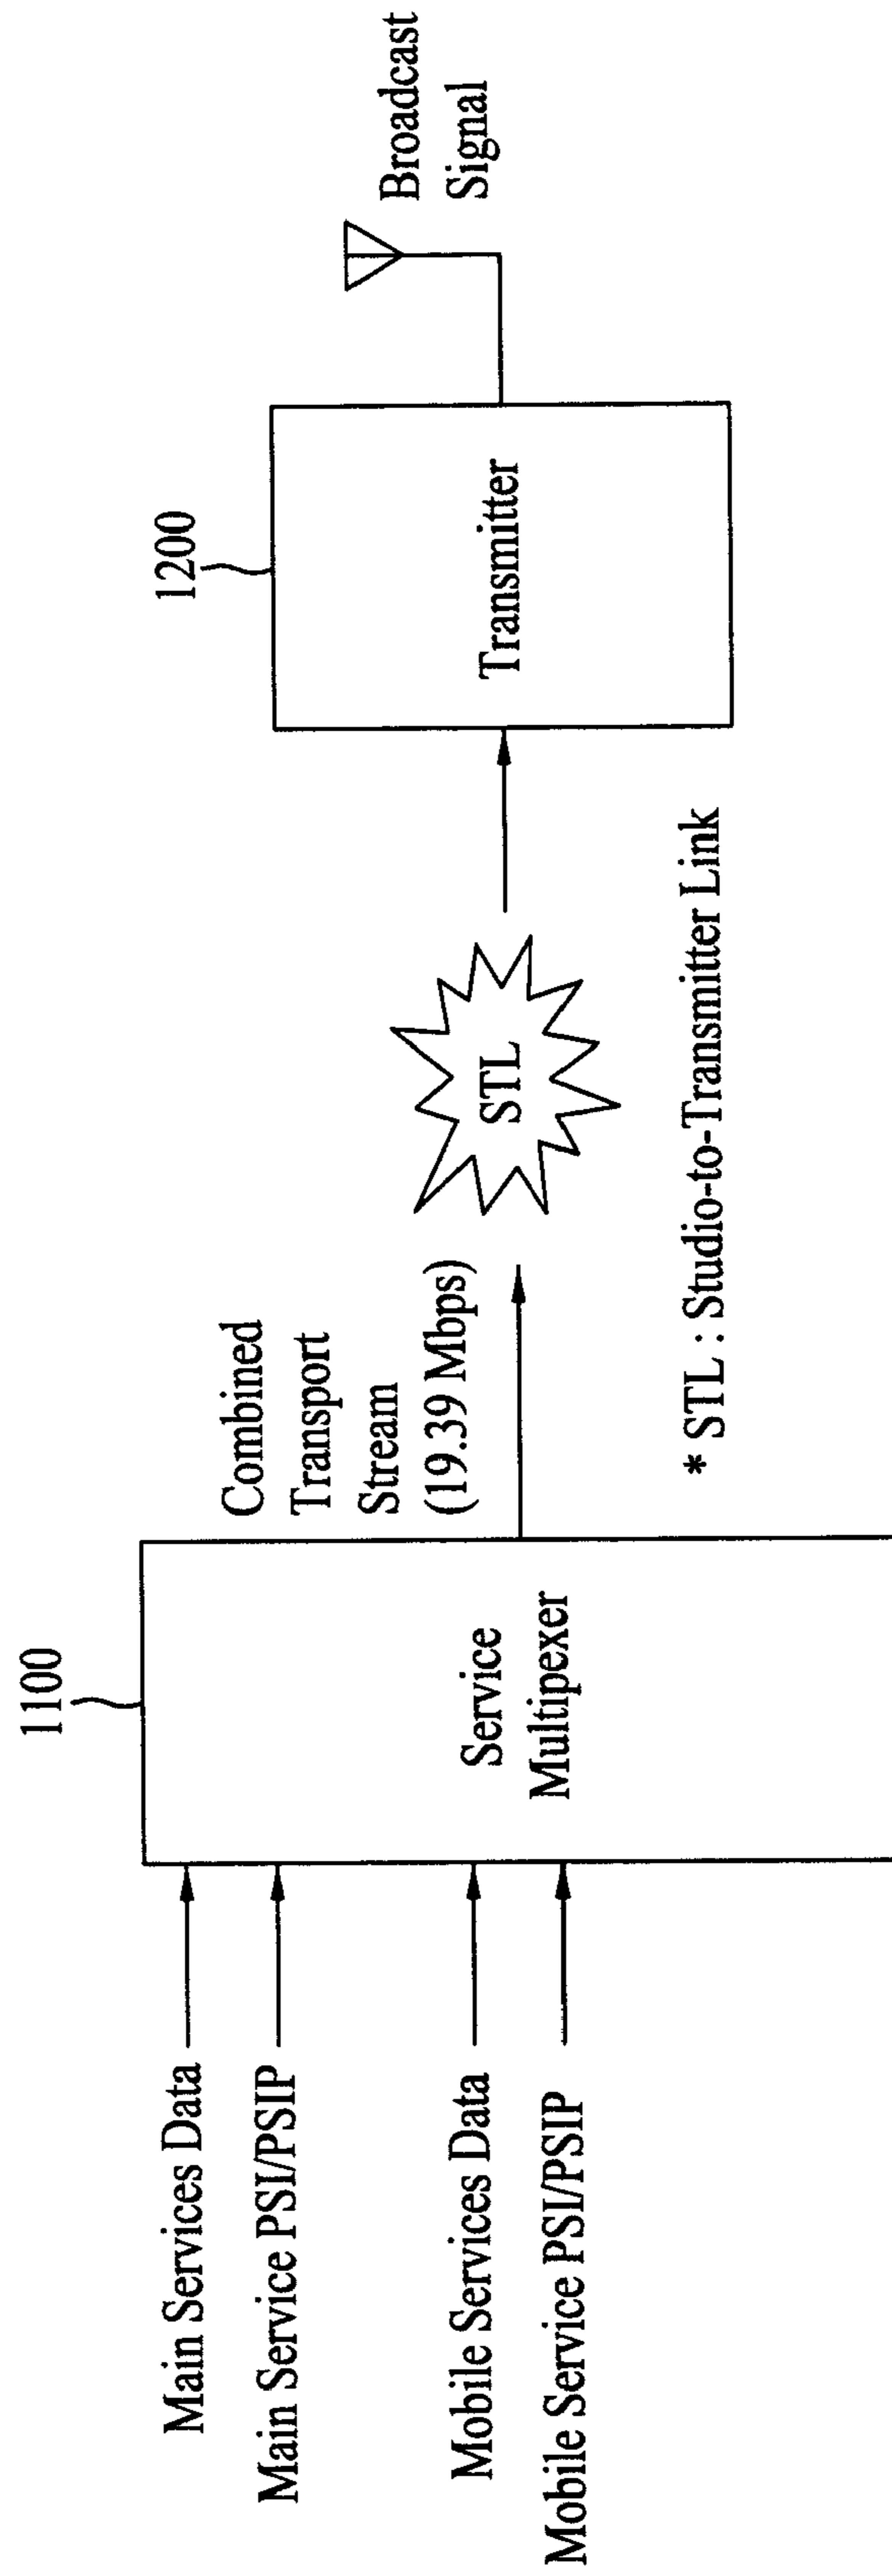 Main Services Data
Main Service PSI/PSIP
Mobile Services Data
Mobile Service PSI/PSIP
1100
Service
Multipexer
Combined
Transport
Stream
(19.39 Mbps)
STL
* STL : Studio-to-Transmitter Link
1200
Transmitter
Broadcast
Signal